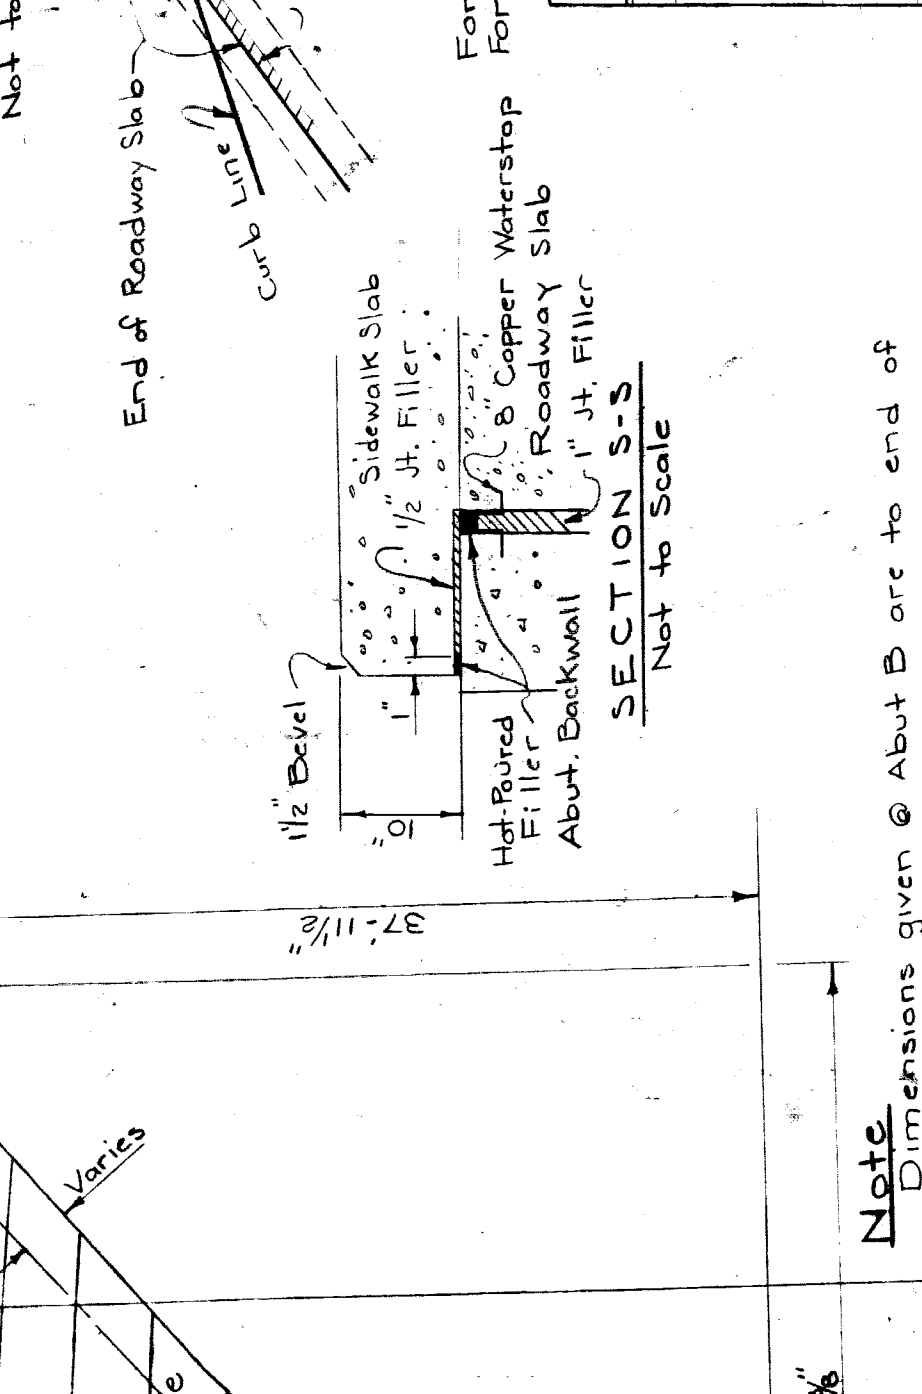 Not to
End of Roadway Slab
Curb Line
For
For
Sidewalk Slab
1/2" Jt. Filler
8" Copper Waterstop
Roadway Slab
1" Jt. Filler
1 1/2" Bevel
1"
10"
Hot-Poured
Filler
About. Backwall
SECTION S-S
Not to Scale
37'-11 1/2"
Varies
Note
Dimensions given @ Abut B are to end of